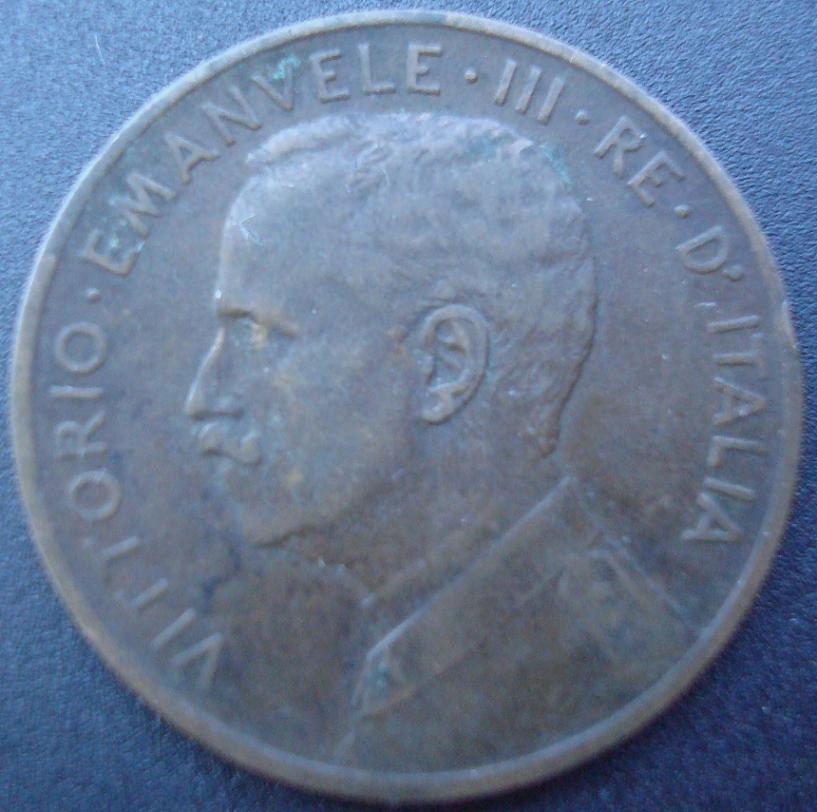 VITTORIO · EMANVELE · III · RE · D'ITALIA